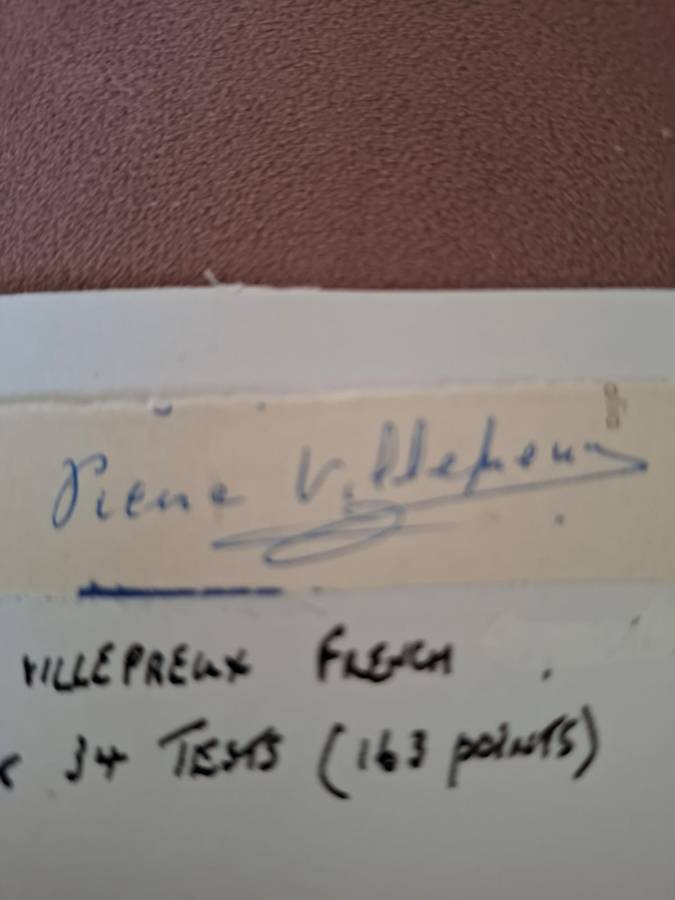 Pierre Villepreux
VILLEPREUX FRENCH
34 TESTS (163 POINTS)